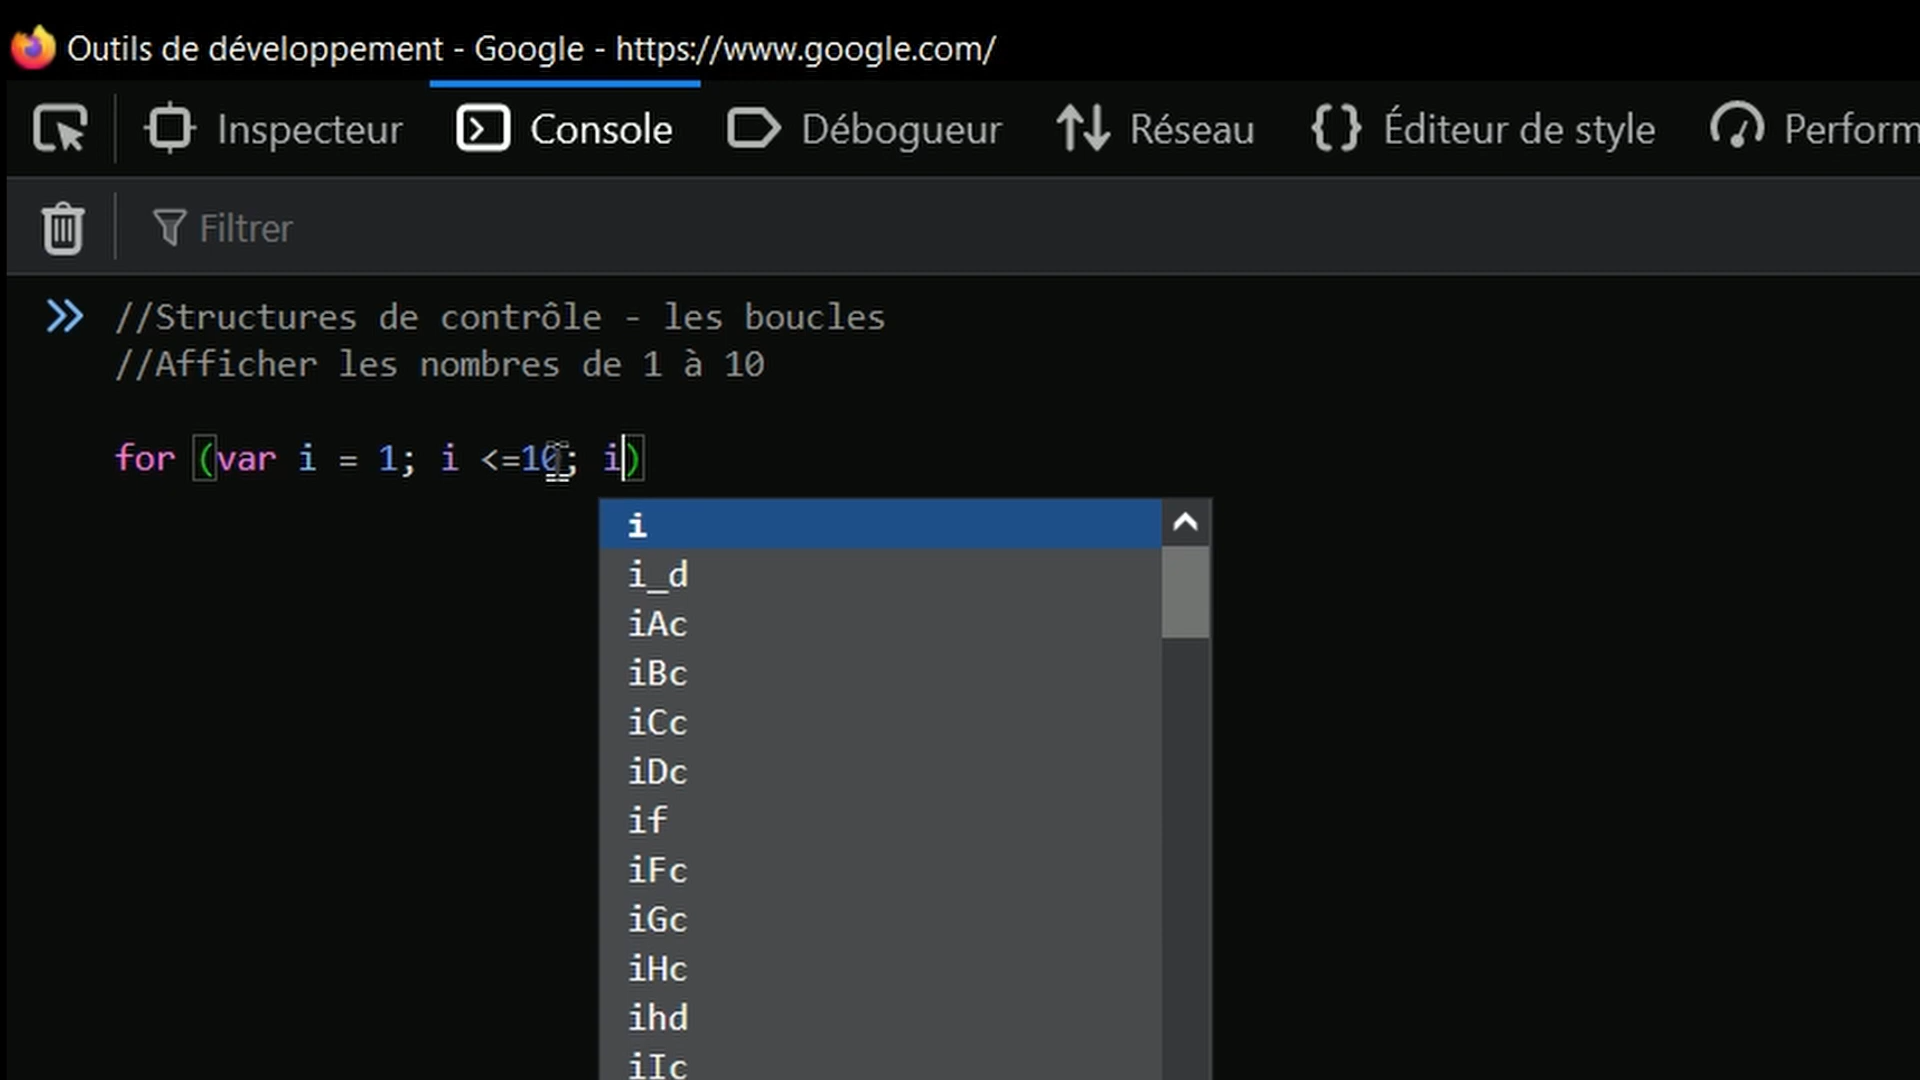 Outils de développement - Google - https://www.google.com/
Inspecteur Console Débogueur Réseau Éditeur de style Perform
Filtrer
//Structures de contrôle - les boucles
//Afficher les nombres de 1 à 10
for (var i = 1; i <=10; i)
i
i_d
iAc
iBc
iCc
iDc
if
iFc
iGc
iHc
ihd
iIc